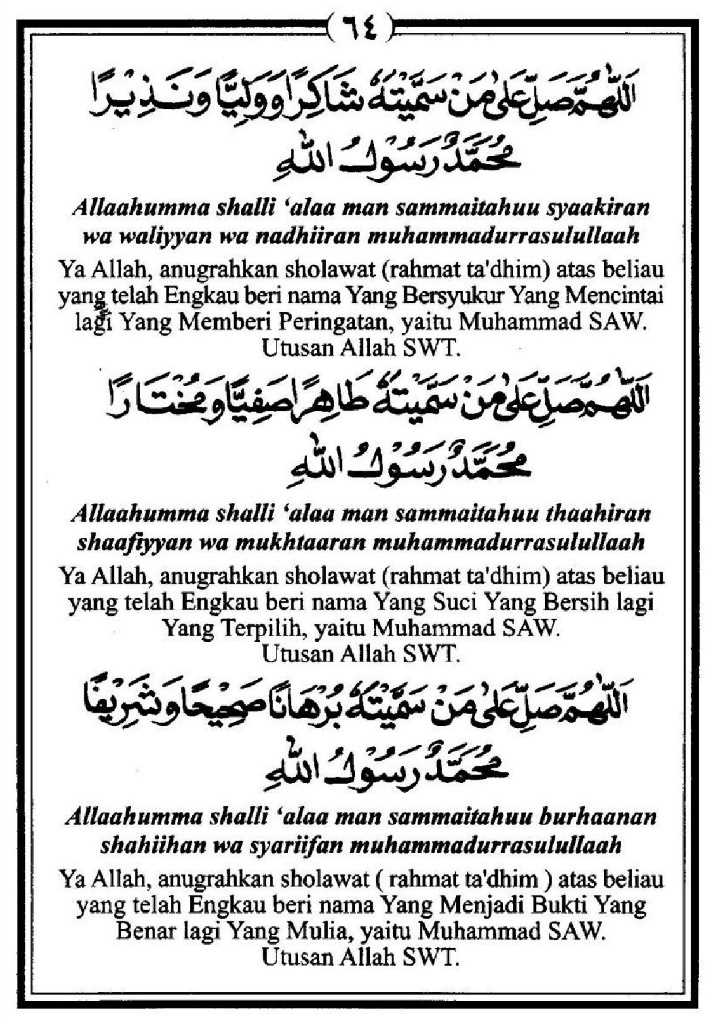 (٦٤)
اَللّٰهُمَّ صَلِّ عَلٰى مَنْ سَمَّيْتَهُ شَاكِرًا وَوَلِيًّا وَنَذِيْرًا
مُحَمَّدٌ رَسُوْلُ اللهِ
Allaahumma shalli ‘alaa man sammaitahuu syaakiran
wa waliyyan wa nadhiiran muhammadurrasulullaah
Ya Allah, anugrahkan sholawat (rahmat ta'dhim) atas beliau
yang telah Engkau beri nama Yang Bersyukur Yang Mencintai
lagi Yang Memberi Peringatan, yaitu Muhammad SAW.
Utusan Allah SWT.
اَللّٰهُمَّ صَلِّ عَلٰى مَنْ سَمَّيْتَهُ طَاهِرًا صَفِيًّا وَمُخْتَارًا
مُحَمَّدٌ رَسُوْلُ اللهِ
Allaahumma shalli ‘alaa man sammaitahuu thaahiran
shaafiyyan wa mukhtaaran muhammadurrasulullaah
Ya Allah, anugrahkan sholawat (rahmat ta'dhim) atas beliau
yang telah Engkau beri nama Yang Suci Yang Bersih lagi
Yang Terpilih, yaitu Muhammad SAW.
Utusan Allah SWT.
اَللّٰهُمَّ صَلِّ عَلٰى مَنْ سَمَّيْتَهُ بُرْهَانًا صَحِيْحًا وَشَرِيْفًا
مُحَمَّدٌ رَسُوْلُ اللهِ
Allaahumma shalli ‘alaa man sammaitahuu burhaanan
shahiihan wa syariifan muhammadurrasulullaah
Ya Allah, anugrahkan sholawat ( rahmat ta'dhim ) atas beliau
yang telah Engkau beri nama Yang Menjadi Bukti Yang
Benar lagi Yang Mulia, yaitu Muhammad SAW.
Utusan Allah SWT.